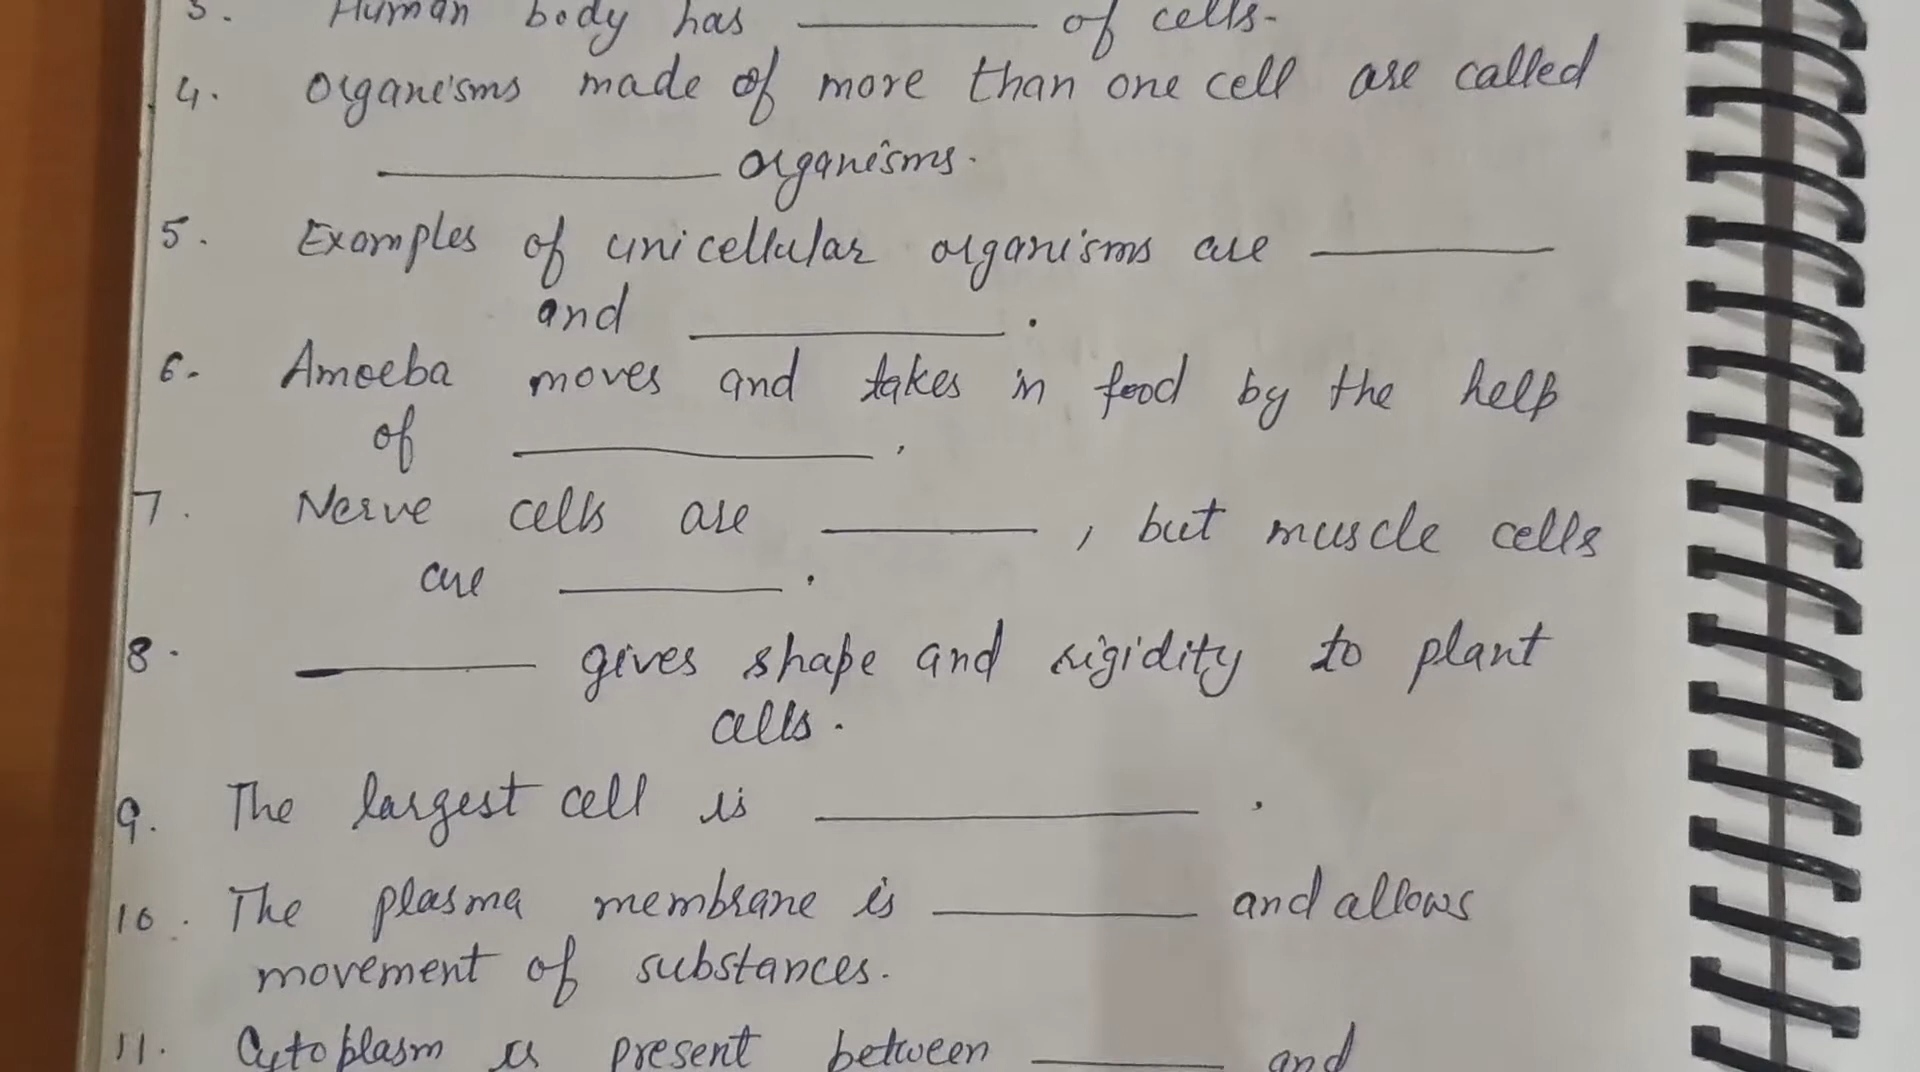 3. Human body has ________ of cells.
4. Organisms made of more than one cell are called
________ organisms.
5. Examples of unicellular organisms are ________
and ________.
6. Amoeba moves and takes in food by the help
of ________.
7. Nerve cells are ________, but muscle cells
are ________.
8. ________ gives shape and rigidity to plant
cells.
9. The largest cell is ________.
10. The plasma membrane is ________ and allows
movement of substances.
11. Cytoplasm is present between ________ and